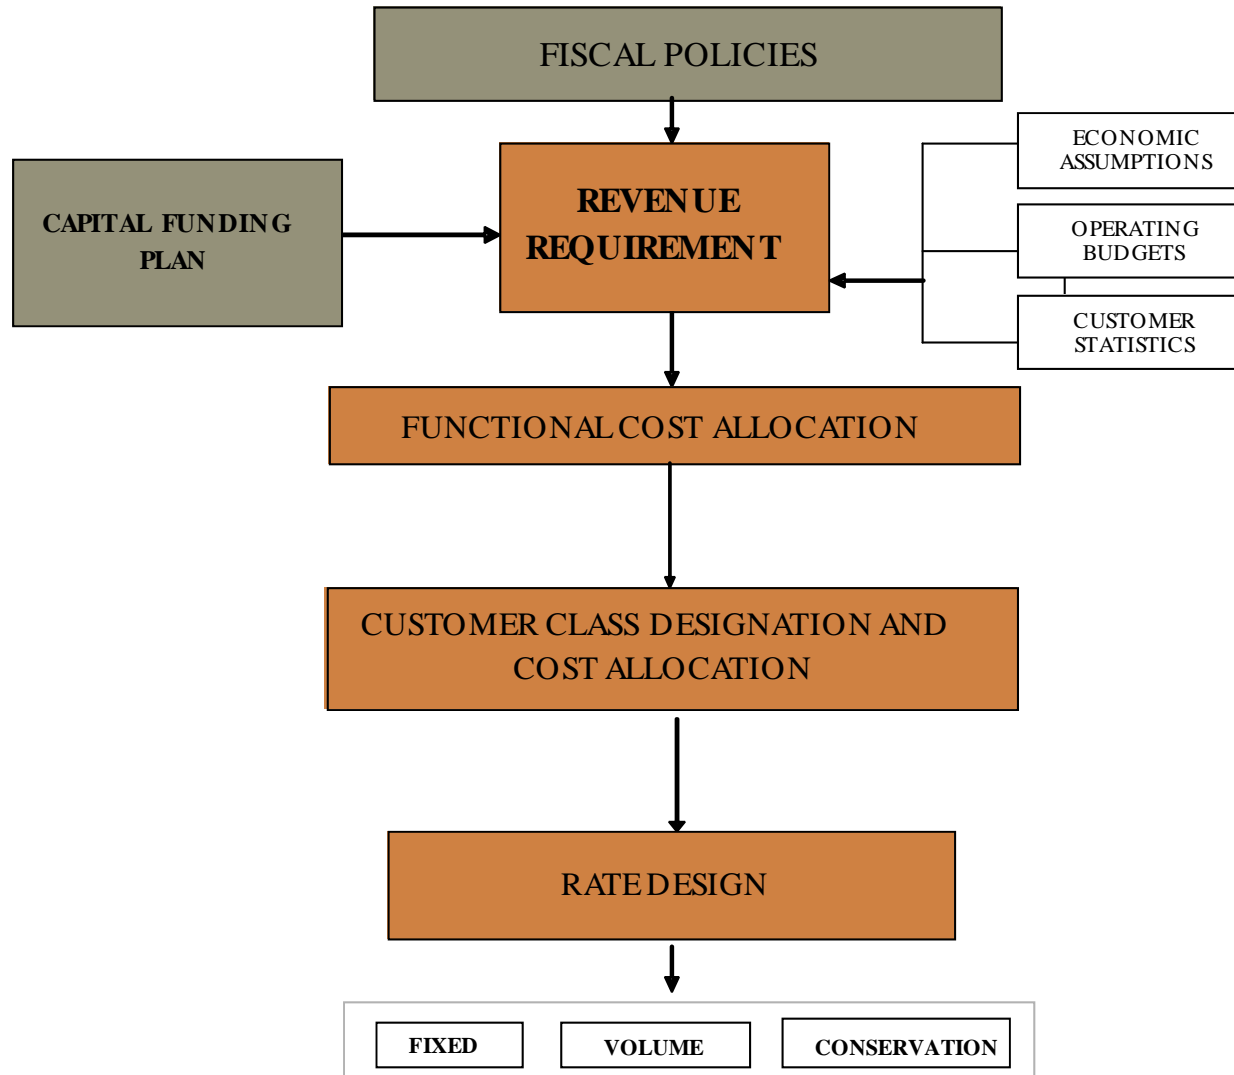 FISCAL POLICIES
ECONOMIC
ASSUMPTIONS
CAPITAL FUNDING
PLAN
REVENUE
REQUIREMENT
OPERATING
BUDGETS
CUSTOMER
STATISTICS
FUNCTIONAL COST ALLOCATION
CUSTOMER CLASS DESIGNATION AND
COST ALLOCATION
RATE DESIGN
FIXED
VOLUME
CONSERVATION